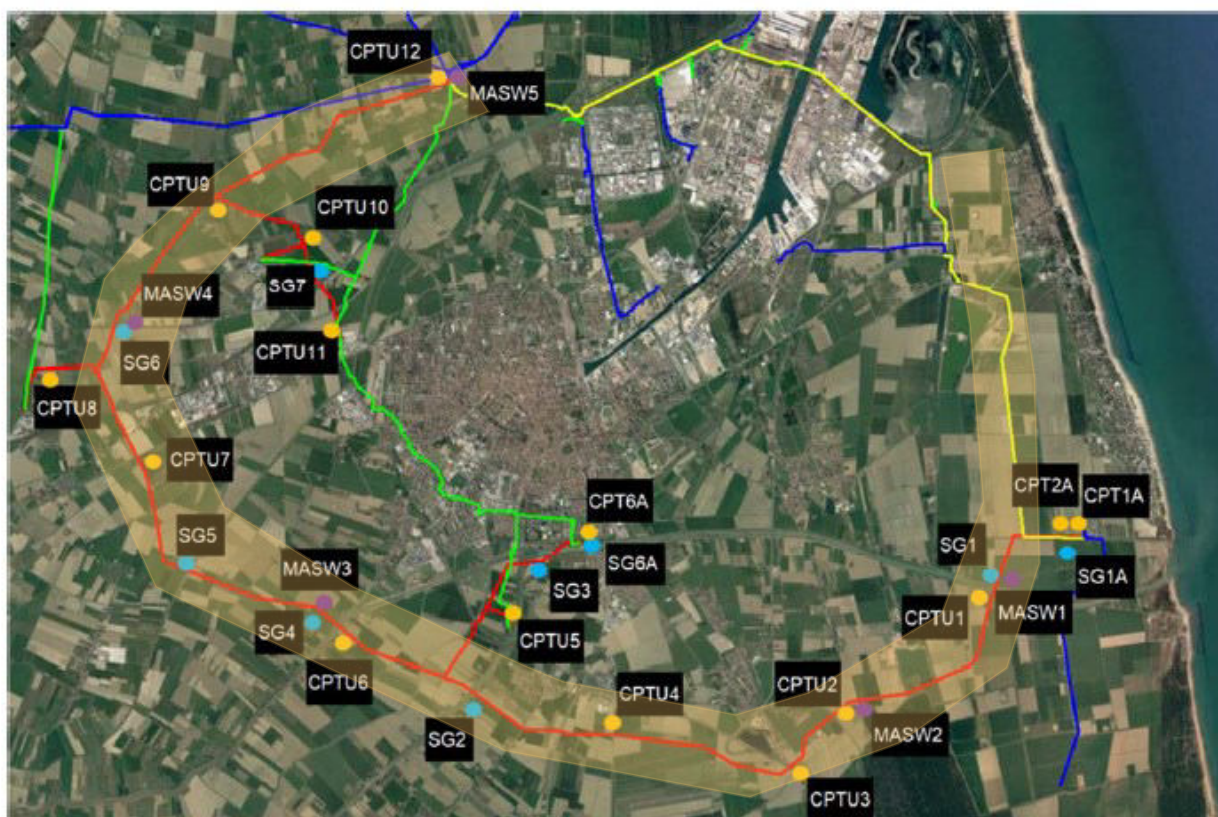 CPTU12
MASW5
CPTU9
CPTU10
SG7
MASW4
SG6
CPTU11
CPTU8
CPTU7
CPT6A
CPT2A
CPT1A
SG5
SG6A
SG1
SG1A
MASW3
SG3
CPTU1
MASW1
SG4
CPTU5
CPTU6
CPTU4
CPTU2
SG2
MASW2
CPTU3